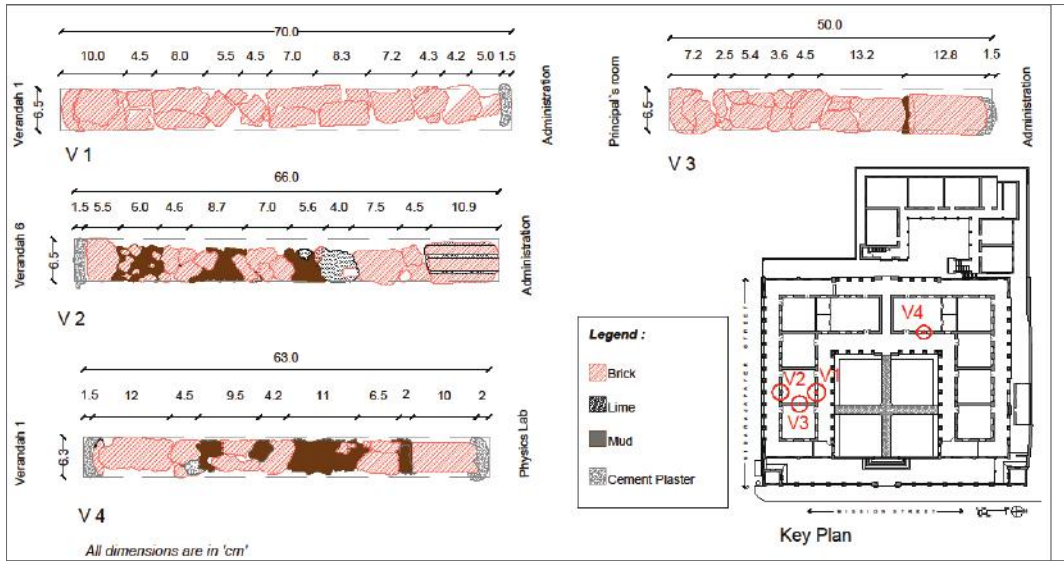 70.0
10.0 4.5 8.0 5.5 4.5 7.0 8.3 7.2 4.3 4.2 5.0 1.5
Verandah 1
6.5
Administration
V 1
50.0
7.2 2.5 5.4 3.6 4.5 13.2 12.8 1.5
Principal`s room
6.5
Administration
V 3
66.0
1.5 5.5 6.0 4.6 8.7 7.0 5.6 4.0 7.5 4.5 10.9
Verandah 6
6.5
Administration
V 2
63.0
1.5 12 4.5 9.5 4.2 11 6.5 2 10 2
Verandah 1
6.3
Physics Lab
V 4
All dimensions are in 'cm'
Legend :
Brick
Lime
Mud
Cement Plaster
V4
V2
V1
V3
STREET
MISSION STREET
Key Plan